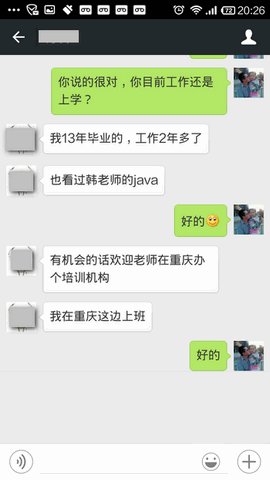 72 20:26
你说的很对，你目前工作还是
上学？
我13年毕业的，工作2年多了
也看过韩老师的java
好的
有机会的话欢迎老师在重庆办
个培训机构
我在重庆这边上班
好的